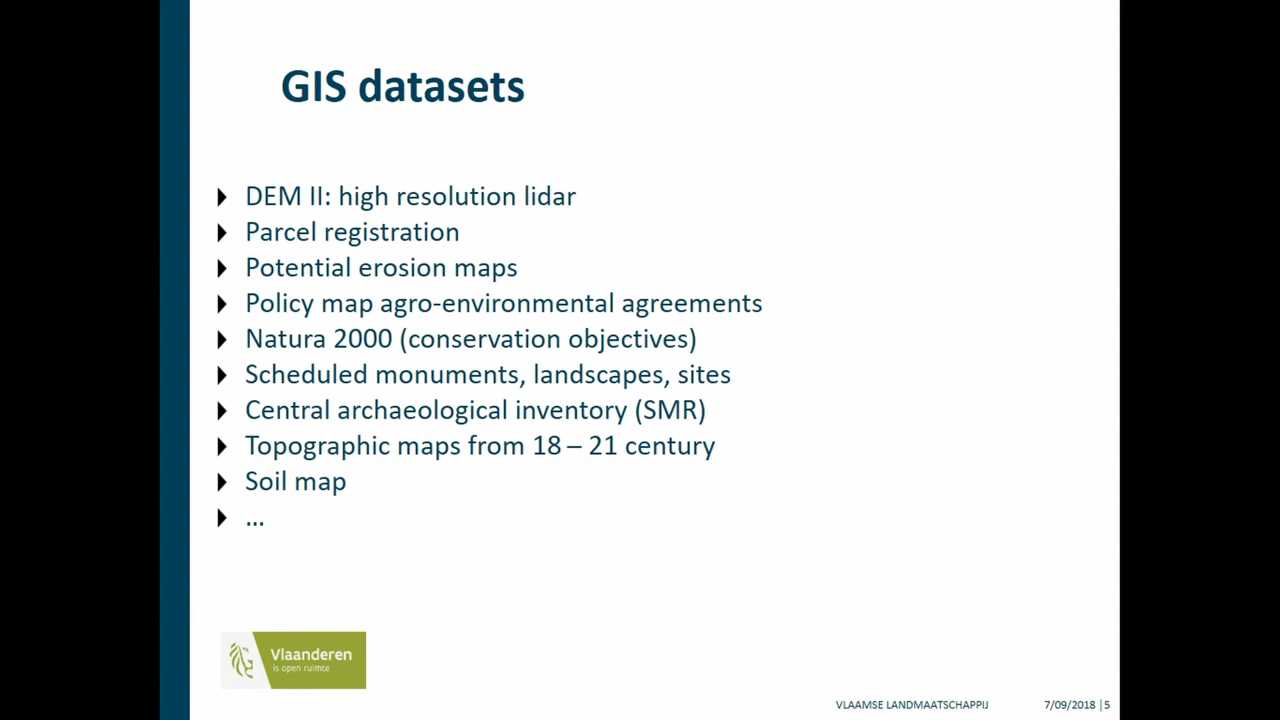 GIS datasets
DEM II: high resolution lidar
Parcel registration
Potential erosion maps
Policy map agro-environmental agreements
Natura 2000 (conservation objectives)
Scheduled monuments, landscapes, sites
Central archaeological inventory (SMR)
Topographic maps from 18 – 21 century
Soil map
...
Vlaanderen
is open ruimte
VLAAMSE LANDMAATSCHAPPIJ 7/09/2018 |5